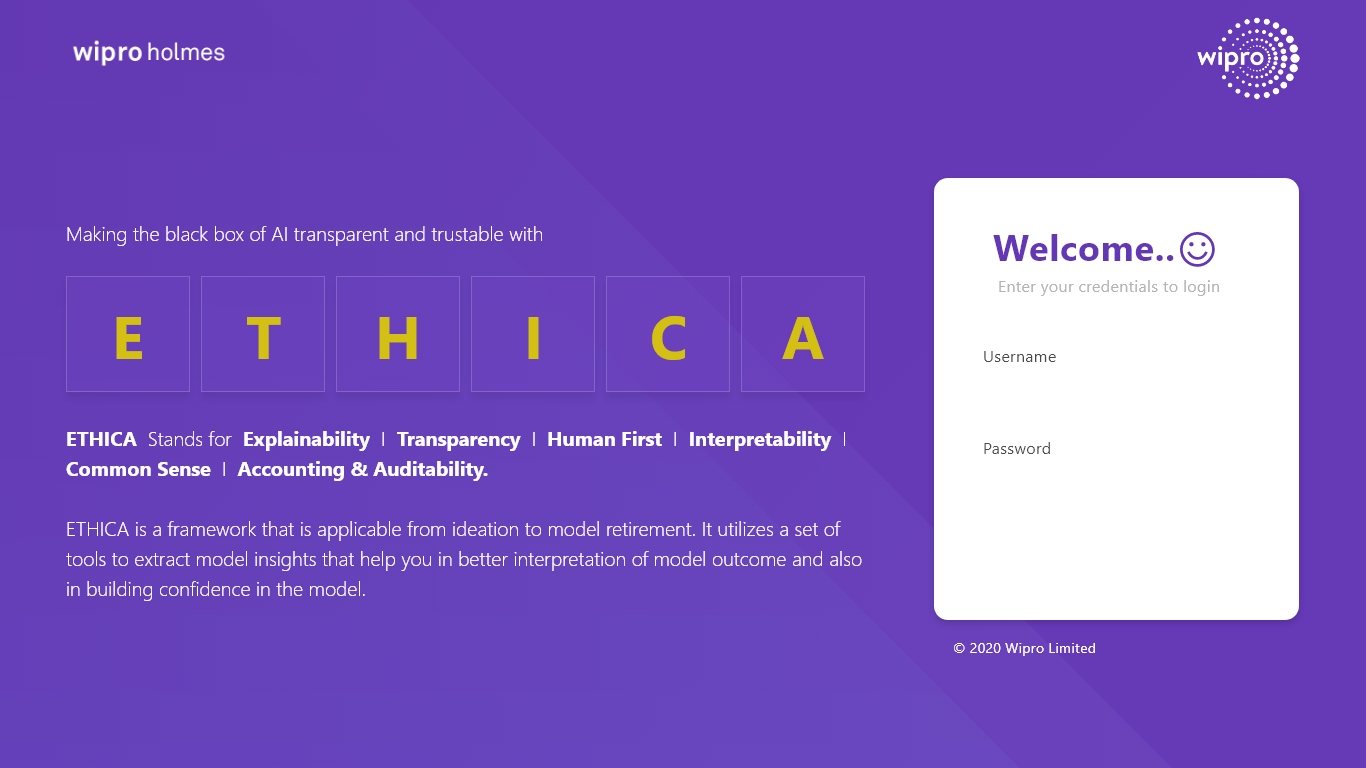 wipro holmes
wipro
Making the black box of AI transparent and trustable with
E T H I C A
ETHICA Stands for Explainability | Transparency | Human First | Interpretability |
Common Sense | Accounting & Auditability.
ETHICA is a framework that is applicable from ideation to model retirement. It utilizes a set of
tools to extract model insights that help you in better interpretation of model outcome and also
in building confidence in the model.
Welcome..
Enter your credentials to login
Username
Password
© 2020 Wipro Limited